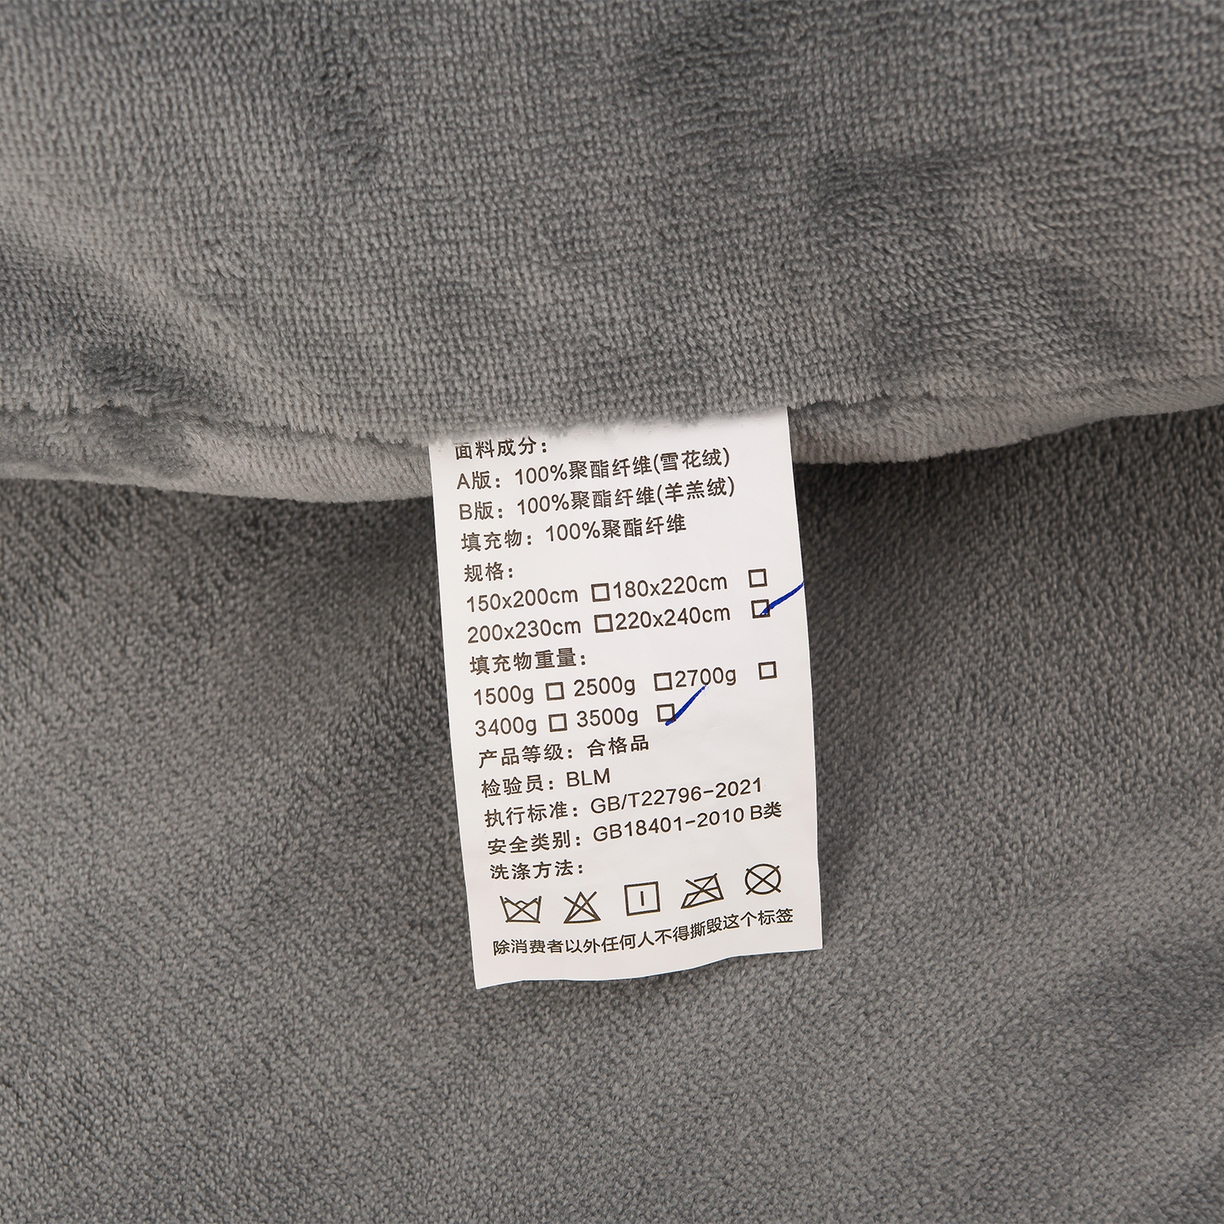 面料成分：
A版：100%聚酯纤维(雪花绒)
B版：100%聚酯纤维(羊羔绒)
填充物：100%聚酯纤维
规格：
150x200cm □180x220cm □
200x230cm □220x240cm ☑
填充物重量：
1500g □ 2500g □2700g □
3400g □ 3500g ☑
产品等级：合格品
检验员：BLM
执行标准：GB/T22796-2021
安全类别：GB18401-2010 B类
洗涤方法：
除消费者以外任何人不得撕毁这个标签